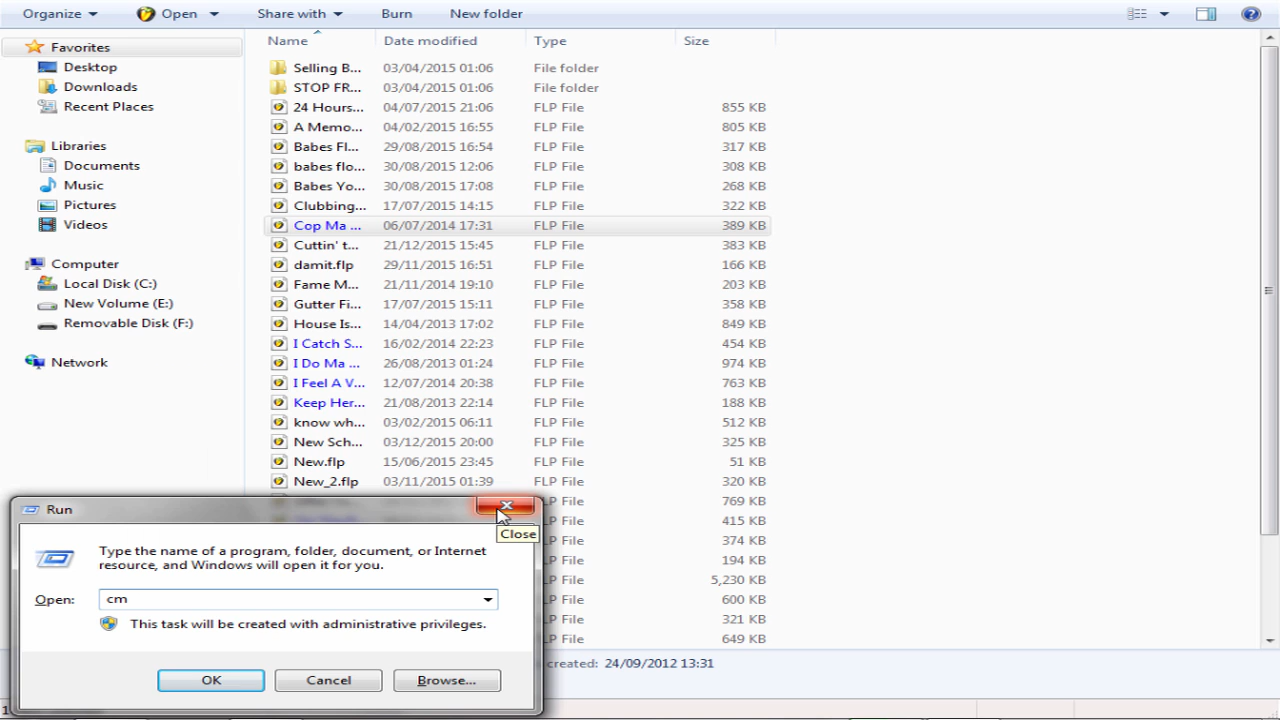 Organize Open Share with Burn New folder
Name Date modified Type Size
Favorites
Desktop
Downloads
Recent Places
Libraries
Documents
Music
Pictures
Videos
Computer
Local Disk (C:)
New Volume (E:)
Removable Disk (F:)
Network
Selling B... 03/04/2015 01:06 File folder
STOP FR... 03/04/2015 01:06 File folder
24 Hours... 04/07/2015 21:06 FLP File 855 KB
A Memo... 04/02/2015 16:55 FLP File 805 KB
Babes Fl... 29/08/2015 16:54 FLP File 317 KB
babes flo... 30/08/2015 12:06 FLP File 308 KB
Babes Yo... 30/08/2015 17:08 FLP File 268 KB
Clubbing... 17/07/2015 14:15 FLP File 322 KB
Cop Ma ... 06/07/2014 17:31 FLP File 389 KB
Cuttin' t... 21/12/2015 15:45 FLP File 383 KB
damit.flp 29/11/2015 16:51 FLP File 166 KB
Fame M... 21/11/2014 19:10 FLP File 203 KB
Gutter Fi... 17/07/2015 15:11 FLP File 358 KB
House Is... 14/04/2013 17:02 FLP File 849 KB
I Catch S... 16/02/2014 22:23 FLP File 454 KB
I Do Ma ... 26/08/2013 01:24 FLP File 974 KB
I Feel A V... 12/07/2014 20:38 FLP File 763 KB
Keep Her... 21/08/2013 22:14 FLP File 188 KB
know wh... 03/02/2015 06:11 FLP File 512 KB
New Sch... 03/12/2015 20:00 FLP File 325 KB
New.flp 15/06/2015 23:45 FLP File 51 KB
New_2.flp 03/11/2015 01:39 FLP File 320 KB
FLP File 769 KB
LP File 415 KB
LP File 374 KB
LP File 194 KB
LP File 5,230 KB
LP File 600 KB
LP File 321 KB
LP File 649 KB
created: 24/09/2012 13:31
Run
Close
Type the name of a program, folder, document, or Internet
resource, and Windows will open it for you.
Open: cm
This task will be created with administrative privileges.
OK Cancel Browse...